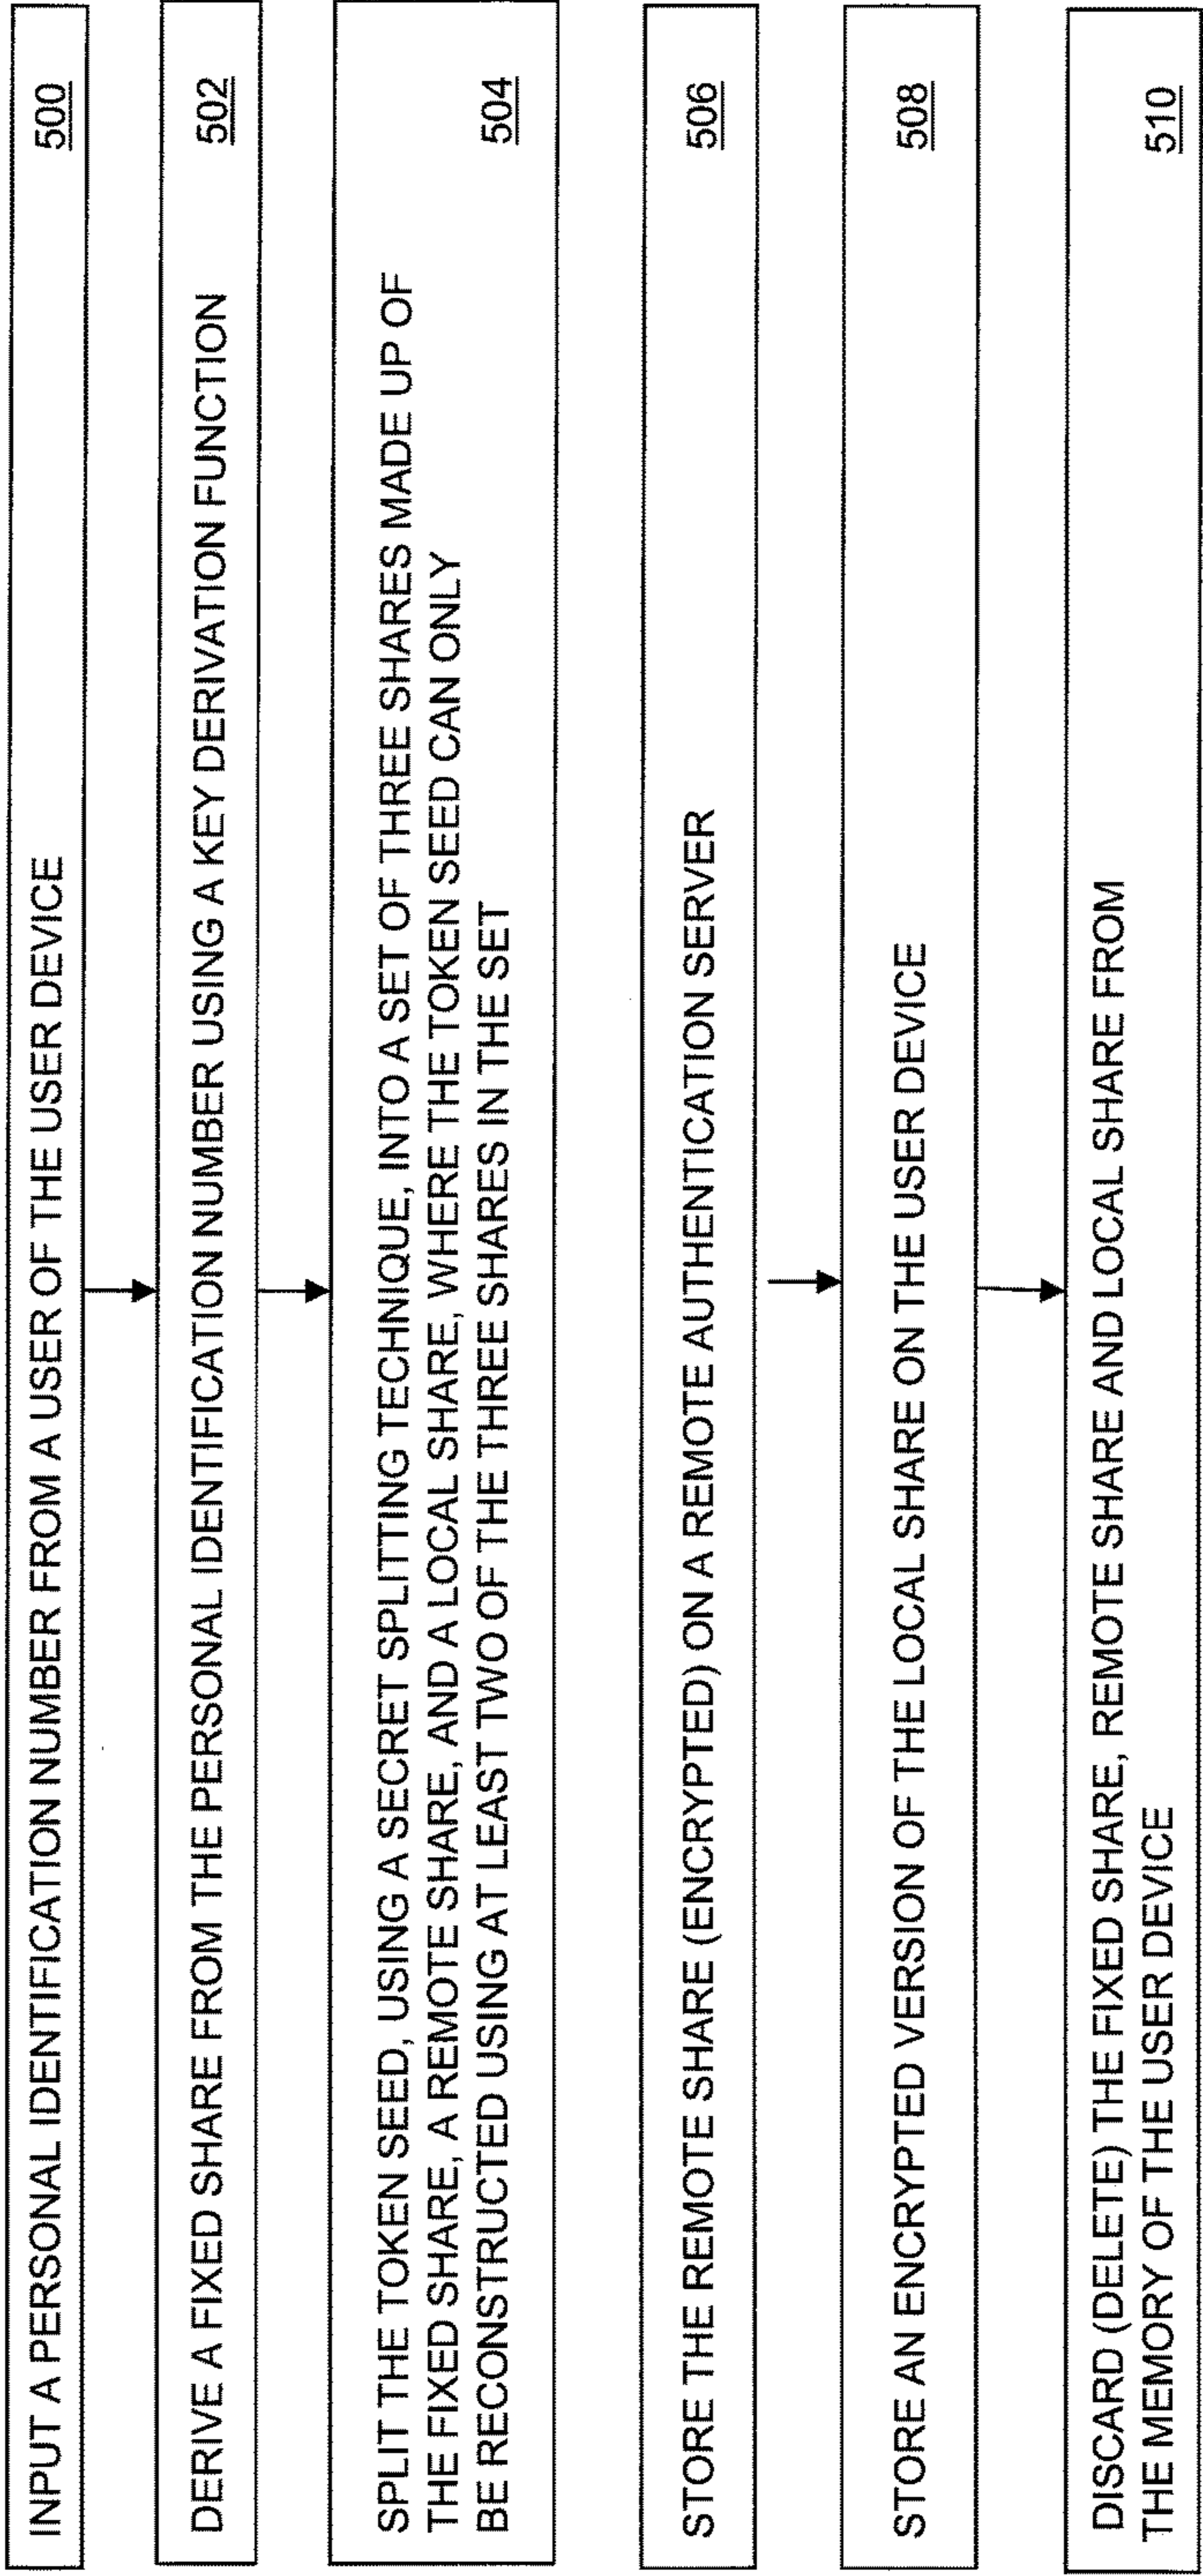 INPUT A PERSONAL IDENTIFICATION NUMBER FROM A USER OF THE USER DEVICE 500
DERIVE A FIXED SHARE FROM THE PERSONAL IDENTIFICATION NUMBER USING A KEY DERIVATION FUNCTION 502
SPLIT THE TOKEN SEED, USING A SECRET SPLITTING TECHNIQUE, INTO A SET OF THREE SHARES MADE UP OF
THE FIXED SHARE, A REMOTE SHARE, AND A LOCAL SHARE, WHERE THE TOKEN SEED CAN ONLY
BE RECONSTRUCTED USING AT LEAST TWO OF THE THREE SHARES IN THE SET 504
STORE THE REMOTE SHARE (ENCRYPTED) ON A REMOTE AUTHENTICATION SERVER 506
STORE AN ENCRYPTED VERSION OF THE LOCAL SHARE ON THE USER DEVICE 508
DISCARD (DELETE) THE FIXED SHARE, REMOTE SHARE AND LOCAL SHARE FROM
THE MEMORY OF THE USER DEVICE 510